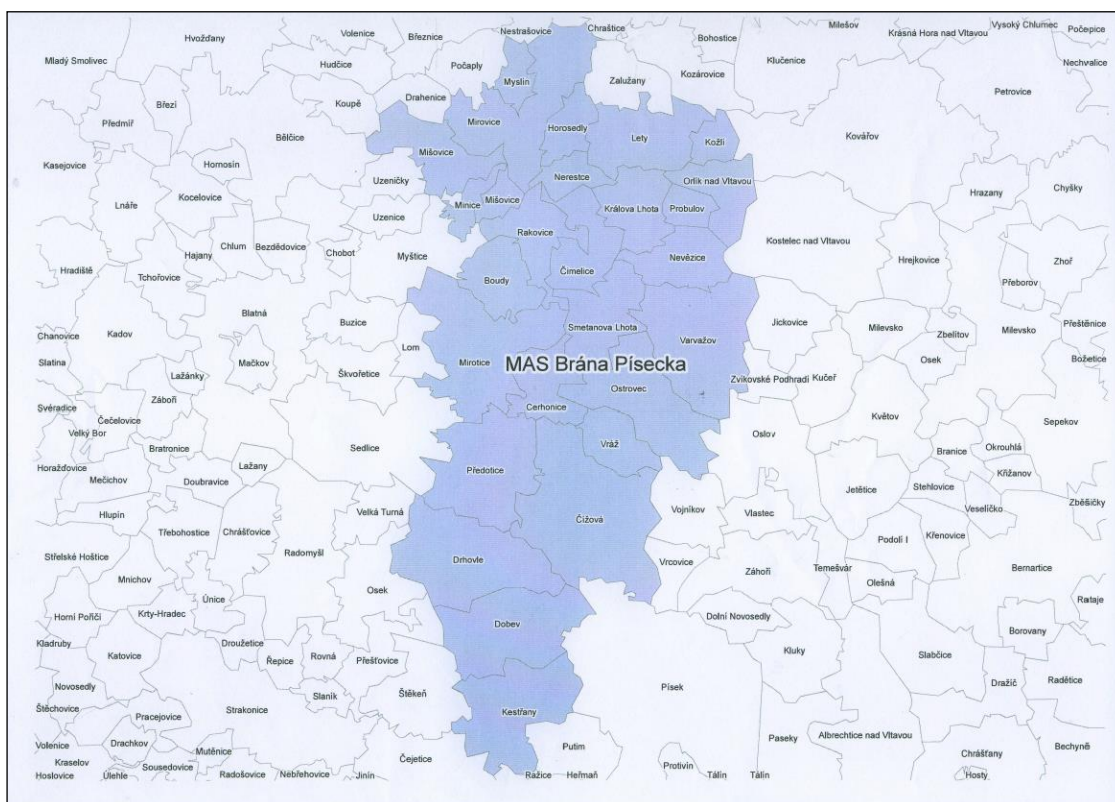 Volenice
Březnice
Nestrašovice
Chraštice
Milešov
Vysoký Chlumec
Hvožďany
Bohostice
Krásná Hora nad Vltavou
Počepice
Mladý Smolivec
Hudčice
Počaply
Zalužany
Kozárovice
Klučenice
Nechvalice
Myslín
Březí
Koupě
Drahenice
Petrovice
Předmíř
Mirovice
Horosedly
Lety
Kožlí
Kovářov
Bělčice
Mišovice
Kasejovice
Hornosín
Uzeničky
Nerestce
Orlík nad Vltavou
Chyšky
Hrazany
Lnáře
Kocelovice
Minice
Mišovice
Králova Lhota
Probulov
Uzenice
Rakovice
Kostelec nad Vltavou
Chlum
Bezdědovice
Chobot
Myštice
Nevězice
Hrejkovice
Zhoř
Hajany
Hradiště
Tchořovice
Boudy
Čimelice
Přeborov
Blatná
Buzice
Smetanova Lhota
Jickovice
Milevsko
Zbelítov
Milevsko
Přeštěnice
Chanovice
Kadov
Mačkov
Lom
Mirotice
MAS Brána Písecka
Varvažov
Osek
Božetice
Slatina
Lažánky
Škvořetice
Zvíkovské Podhradí
Kučeř
Ostrovec
Svéradice
Záboří
Cerhonice
Květov
Čečelovice
Sepekov
Velký Bor
Oslov
Bratronice
Sedlice
Vráž
Branice
Okrouhlá
Horažďovice
Lažany
Předotice
Křižanov
Mečichov
Doubravice
Jetětice
Stehlovice
Hlupín
Velká Turná
Vojníkov
Vlastec
Veselíčko
Zběšičky
Třebohostice
Chrášťovice
Čížová
Podolí I
Křenovice
Střelské Hoštice
Radomyšl
Drhovle
Vrcovice
Záhoří
Temešvár
Bernartice
Mnichov
Olešná
Osek
Únice
Rataje
Horní Poříčí
Krty-Hradec
Dolní Novosedly
Dobev
Borovany
Kladruby
Droužetice
Kluky
Katovice
Řepice
Rovná
Přešťovice
Slabčice
Novosedly
Slaník
Štěkeň
Písek
Dražíč
Radětice
Štěchovice
Pracejovice
Strakonice
Kestřany
Paseky
Albrechtice nad Vltavou
Volenice
Drachkov
Mutěnice
Putim
Chrášťany
Bechyně
Kraselov
Sousedovice
Čejetice
Protivín
Hoslovice
Úlehle
Radošovice
Nebřehovice
Jinín
Ražice
Heřmaň
Tálín
Tálín
Hosty